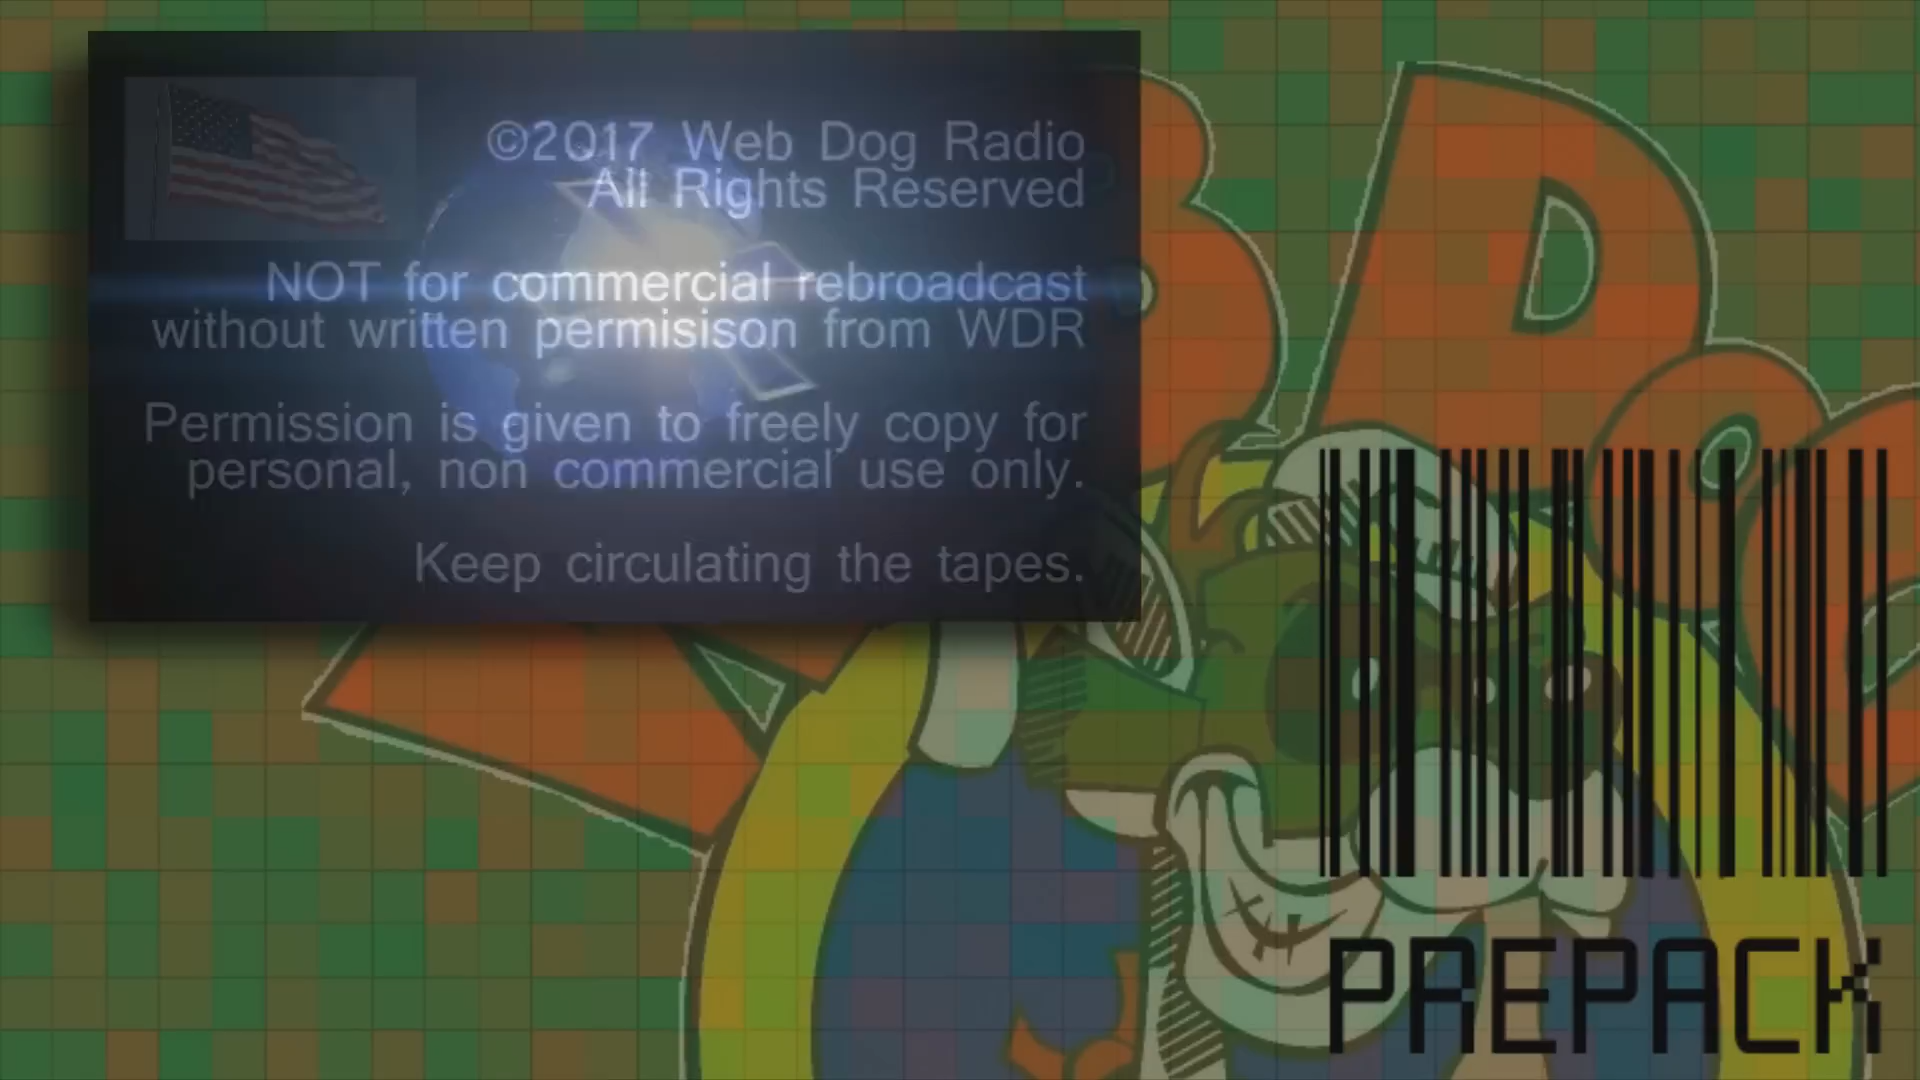 ©2017 Web Dog Radio
All Rights Reserved
NOT for commercial rebroadcast
without written permisison from WDR
Permission is given to freely copy for
personal, non commercial use only.
Keep circulating the tapes.
PREPACK